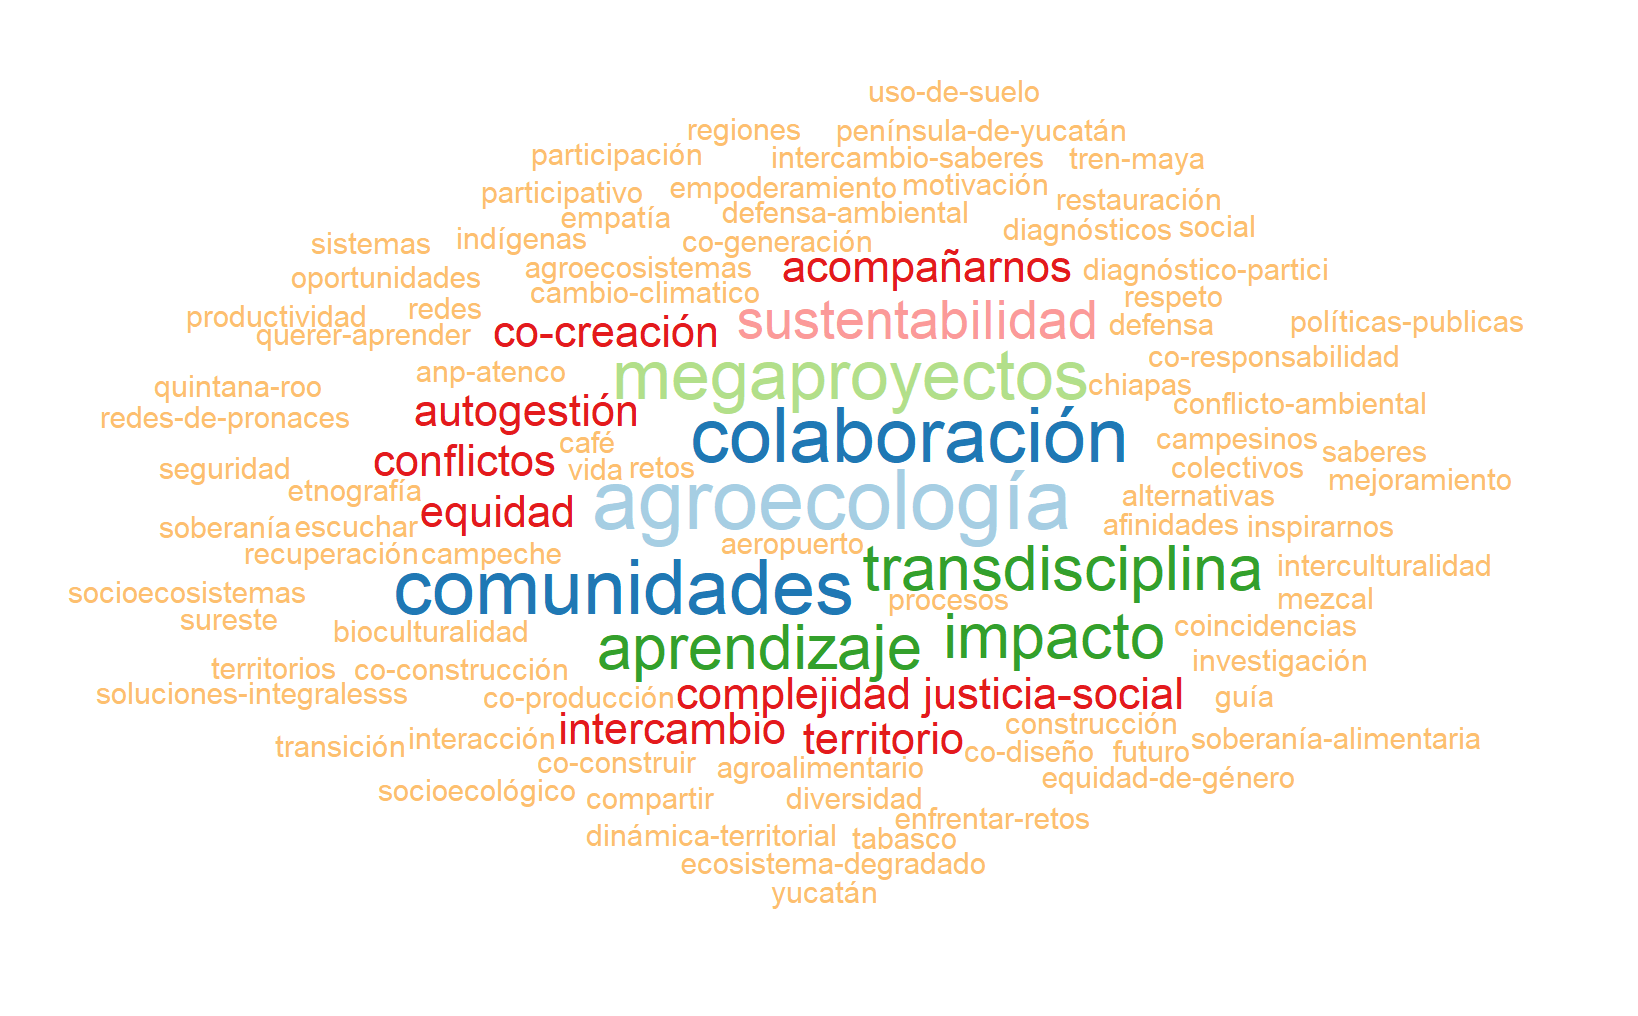 uso-de-suelo
regiones península-de-yucatán
participación intercambio-saberes tren-maya
participativo empoderamiento motivación
restauración
empatía defensa-ambiental
sistemas indígenas co-generación diagnósticos social
oportunidades agroecosistemas acompañarnos diagnóstico-partici
cambio-climatico respeto
productividad redes
querer-aprender co-creación sustentabilidad defensa políticas-publicas
co-responsabilidad
quintana-roo anp-atenco megaproyectos chiapas
redes-de-pronaces autogestión conflicto-ambiental
café colaboración campesinos saberes
seguridad conflictos vida retos colectivos mejoramiento
etnografía alternativas
soberanía escuchar equidad agroecología afinidades inspirarnos
recuperación campeche aeropuerto
transdisciplina interculturalidad
socioecosistemas comunidades procesos mezcal
sureste bioculturalidad coincidencias
aprendizaje impacto
territorios co-construcción investigación
soluciones-integralesss co-producción complejidad justicia-social guía
transición interacción intercambio territorio construcción
co-diseño futuro soberanía-alimentaria
co-construir agroalimentario equidad-de-género
socioecológico compartir diversidad
enfrentar-retos
dinámica-territorial tabasco
ecosistema-degradado
yucatán